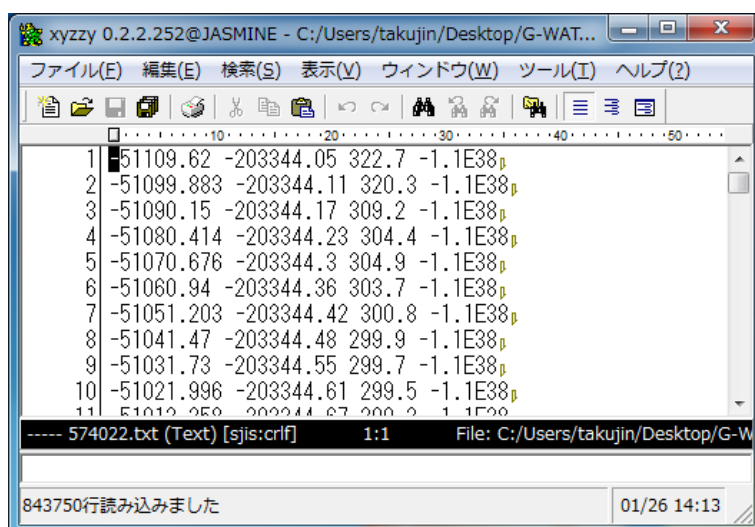 xyzzy 0.2.2.252@JASMINE - C:/Users/takujin/Desktop/G-WAT...
ファイル(F) 編集(E) 検索(S) 表示(V) ウィンドウ(W) ツール(T) ヘルプ(?)
10 20 30 40 50
1 -51109.62 -203344.05 322.7 -1.1E38
2 -51099.883 -203344.11 320.3 -1.1E38
3 -51090.15 -203344.17 309.2 -1.1E38
4 -51080.414 -203344.23 304.4 -1.1E38
5 -51070.676 -203344.3 304.9 -1.1E38
6 -51060.94 -203344.36 303.7 -1.1E38
7 -51051.203 -203344.42 300.8 -1.1E38
8 -51041.47 -203344.48 299.9 -1.1E38
9 -51031.73 -203344.55 299.7 -1.1E38
10 -51021.996 -203344.61 299.5 -1.1E38
----- 574022.txt (Text) [sjis:crlf] 1:1 File: C:/Users/takujin/Desktop/G-W
843750行読み込みました 01/26 14:13